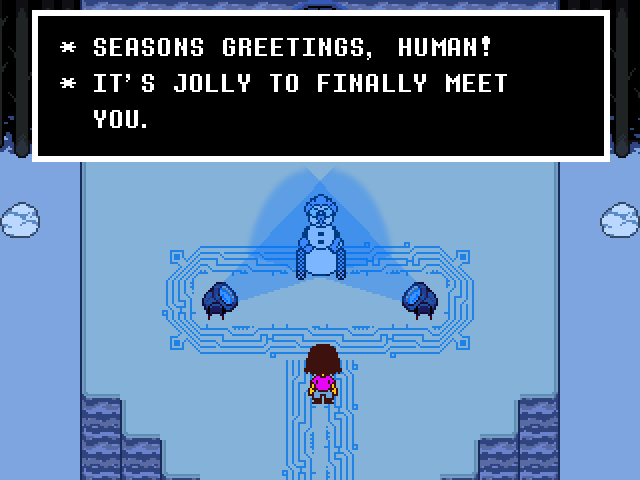 * SEASONS GREETINGS, HUMAN!
* IT'S JOLLY TO FINALLY MEET
YOU.